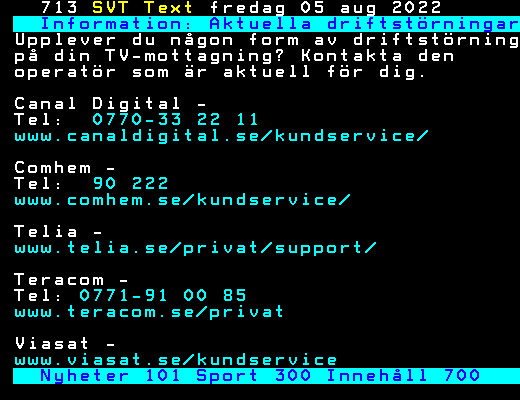 713 SVT Text fredag 05 aug 2022
Information: Aktuella driftstörningar
Upplever du någon form av driftstörning
på din TV-mottagning? Kontakta den
operatör som är aktuell för dig.
Canal Digital -
Tel: 0770-33 22 11
www.canaldigital.se/kundservice/
Comhem -
Tel: 90 222
www.comhem.se/kundservice/
Telia -
www.telia.se/privat/support/
Teracom -
Tel: 0771-91 00 85
www.teracom.se/privat
Viasat -
www.viasat.se/kundservice
Nyheter 101 Sport 300 Innehåll 700